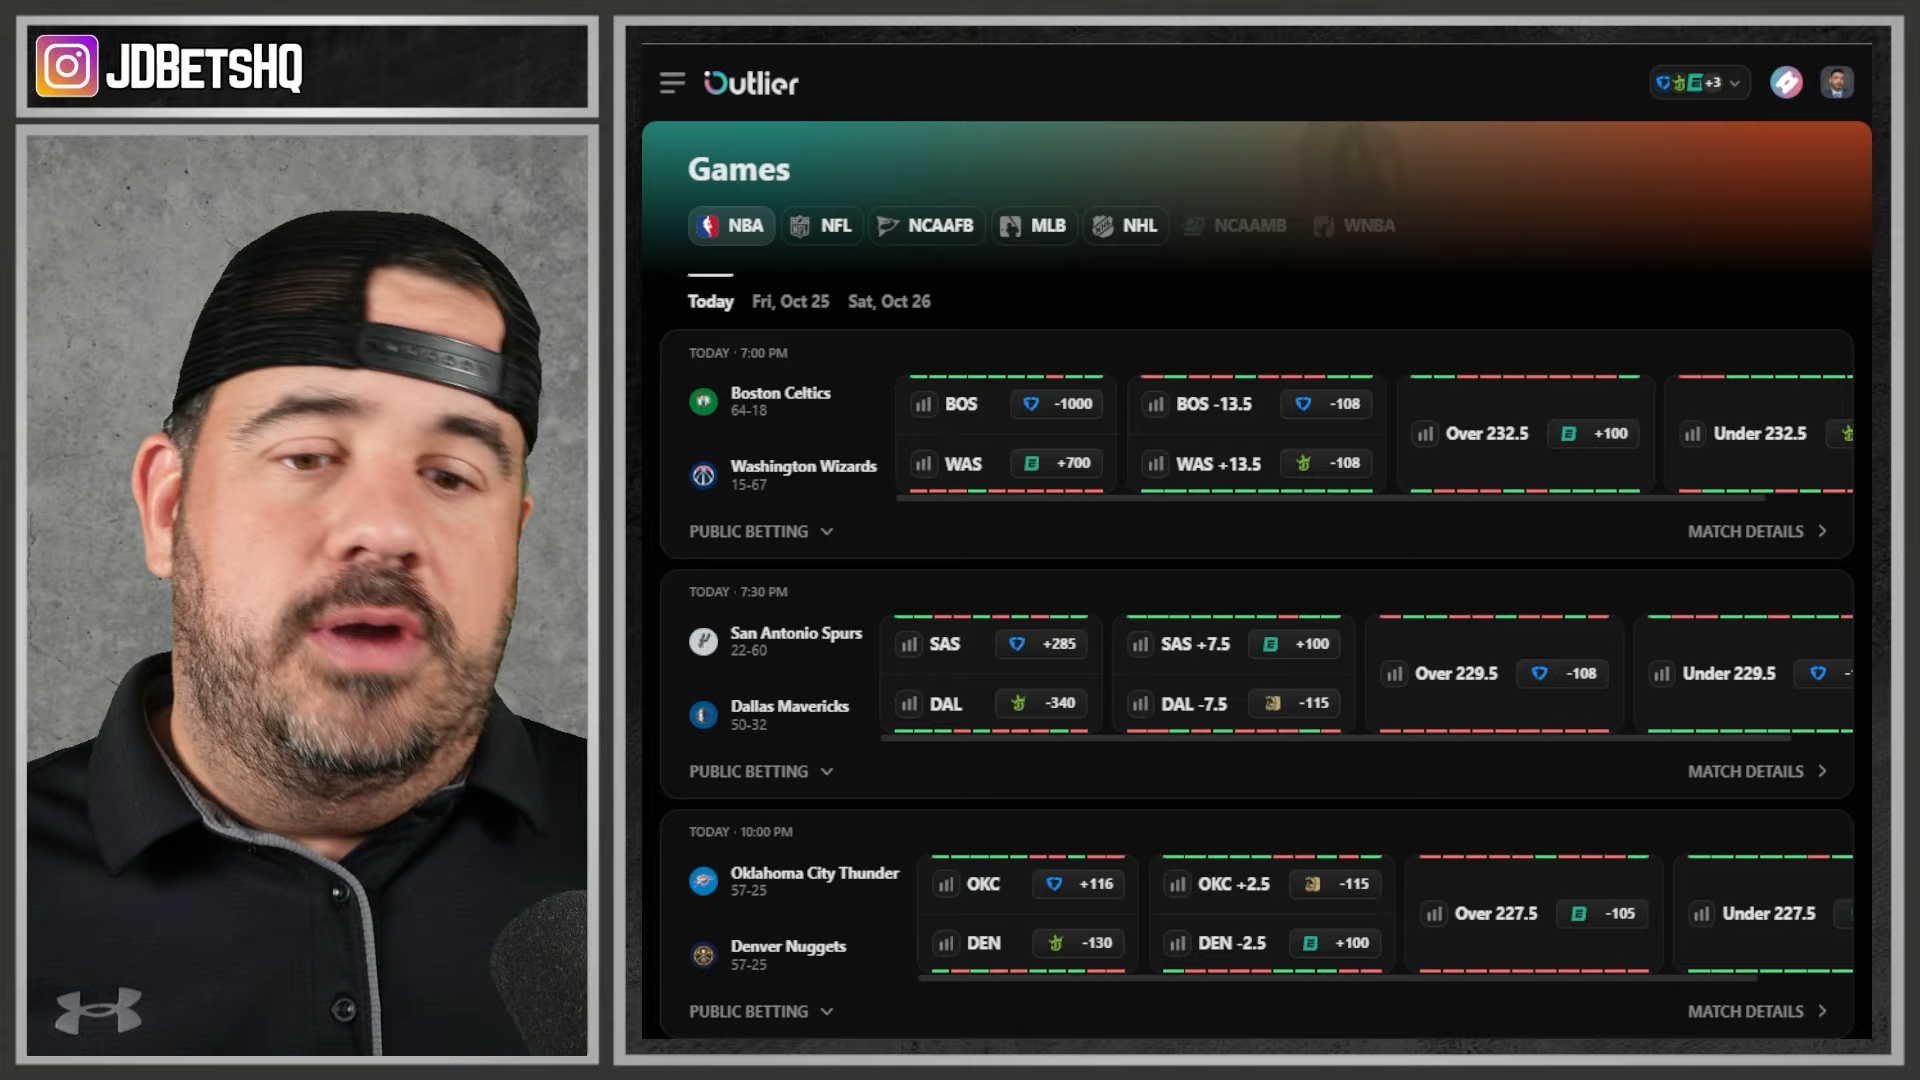 JDBETSHQ
Outlier
+3
Games
NBA NFL NCAAFB MLB NHL NCAAMB WNBA
Today Fri, Oct 25 Sat, Oct 26
TODAY · 7:00 PM
Boston Celtics
64-18
BOS -1000
BOS -13.5 -108
Washington Wizards
15-67
WAS +700
WAS +13.5 -108
Over 232.5 +100
Under 232.5
PUBLIC BETTING
MATCH DETAILS
TODAY · 7:30 PM
San Antonio Spurs
22-60
SAS +285
SAS +7.5 +100
Dallas Mavericks
50-32
DAL -340
DAL -7.5 -115
Over 229.5 -108
Under 229.5 -
PUBLIC BETTING
MATCH DETAILS
TODAY · 10:00 PM
Oklahoma City Thunder
57-25
OKC +116
OKC +2.5 -115
Denver Nuggets
57-25
DEN -130
DEN -2.5 +100
Over 227.5 -105
Under 227.5
PUBLIC BETTING
MATCH DETAILS